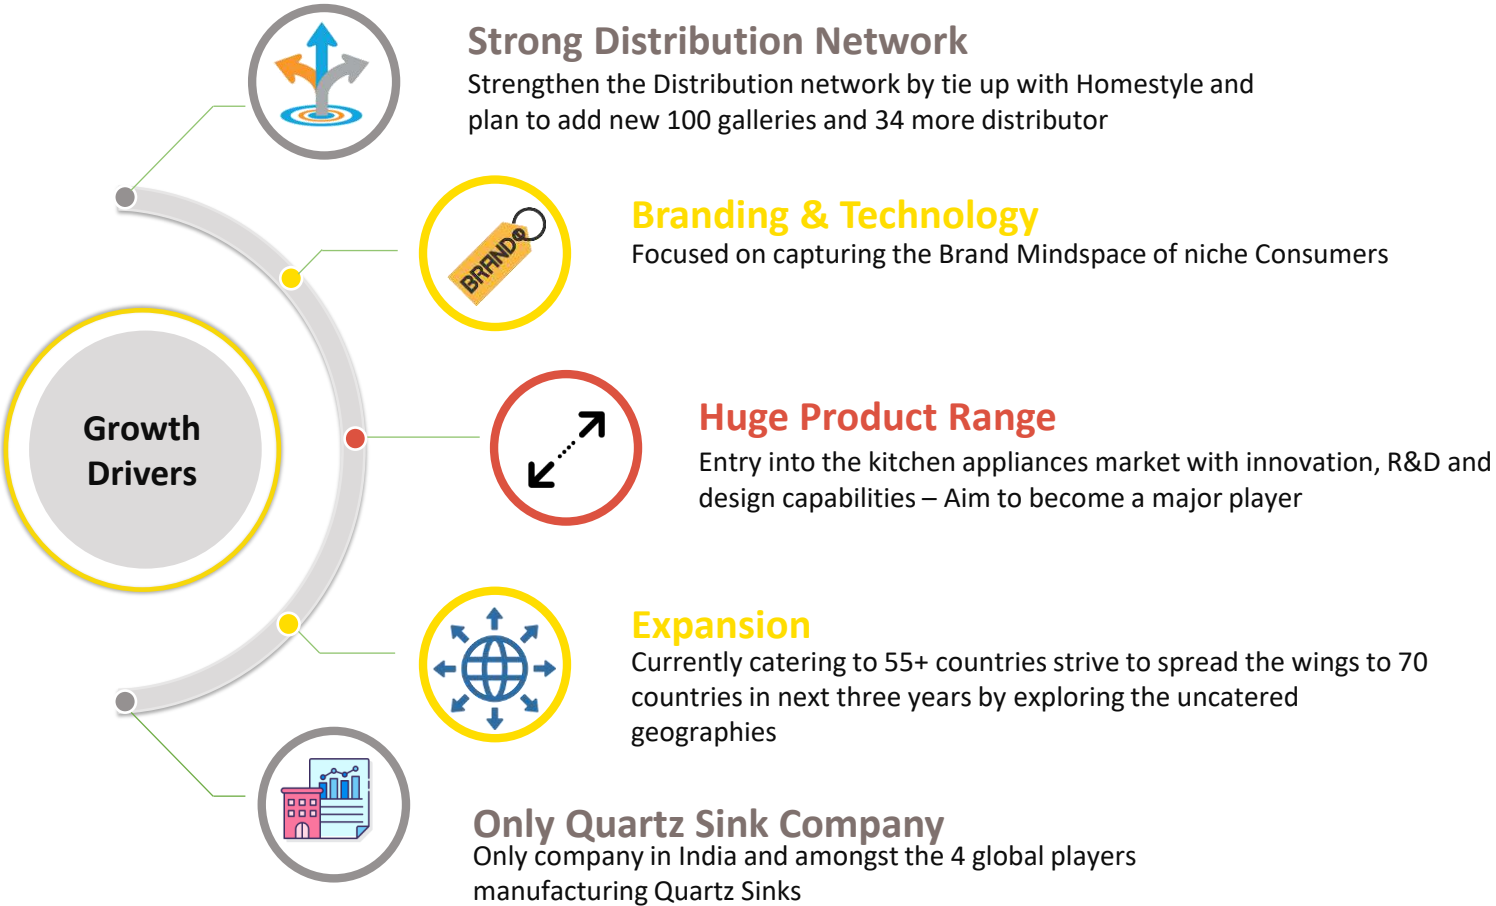 Strong Distribution Network
Strengthen the Distribution network by tie up with Homestyle and
plan to add new 100 galleries and 34 more distributor
BRAND
Branding & Technology
Focused on capturing the Brand Mindspace of niche Consumers
Growth
Drivers
Huge Product Range
Entry into the kitchen appliances market with innovation, R&D and
design capabilities – Aim to become a major player
Expansion
Currently catering to 55+ countries strive to spread the wings to 70
countries in next three years by exploring the uncatered
geographies
Only Quartz Sink Company
Only company in India and amongst the 4 global players
manufacturing Quartz Sinks